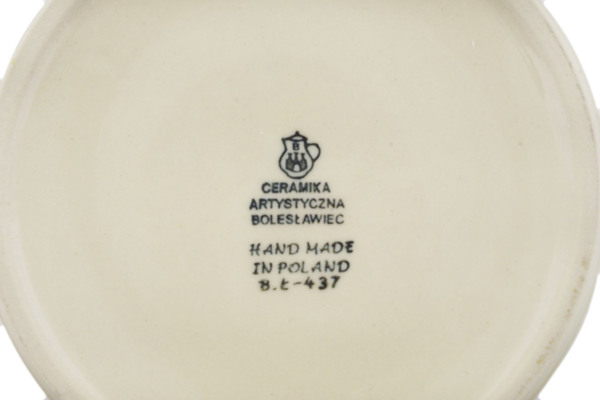 B
CERAMIKA
ARTYSTYCZNA
BOLESŁAWIEC
HAND MADE
IN POLAND
B.Ł-437